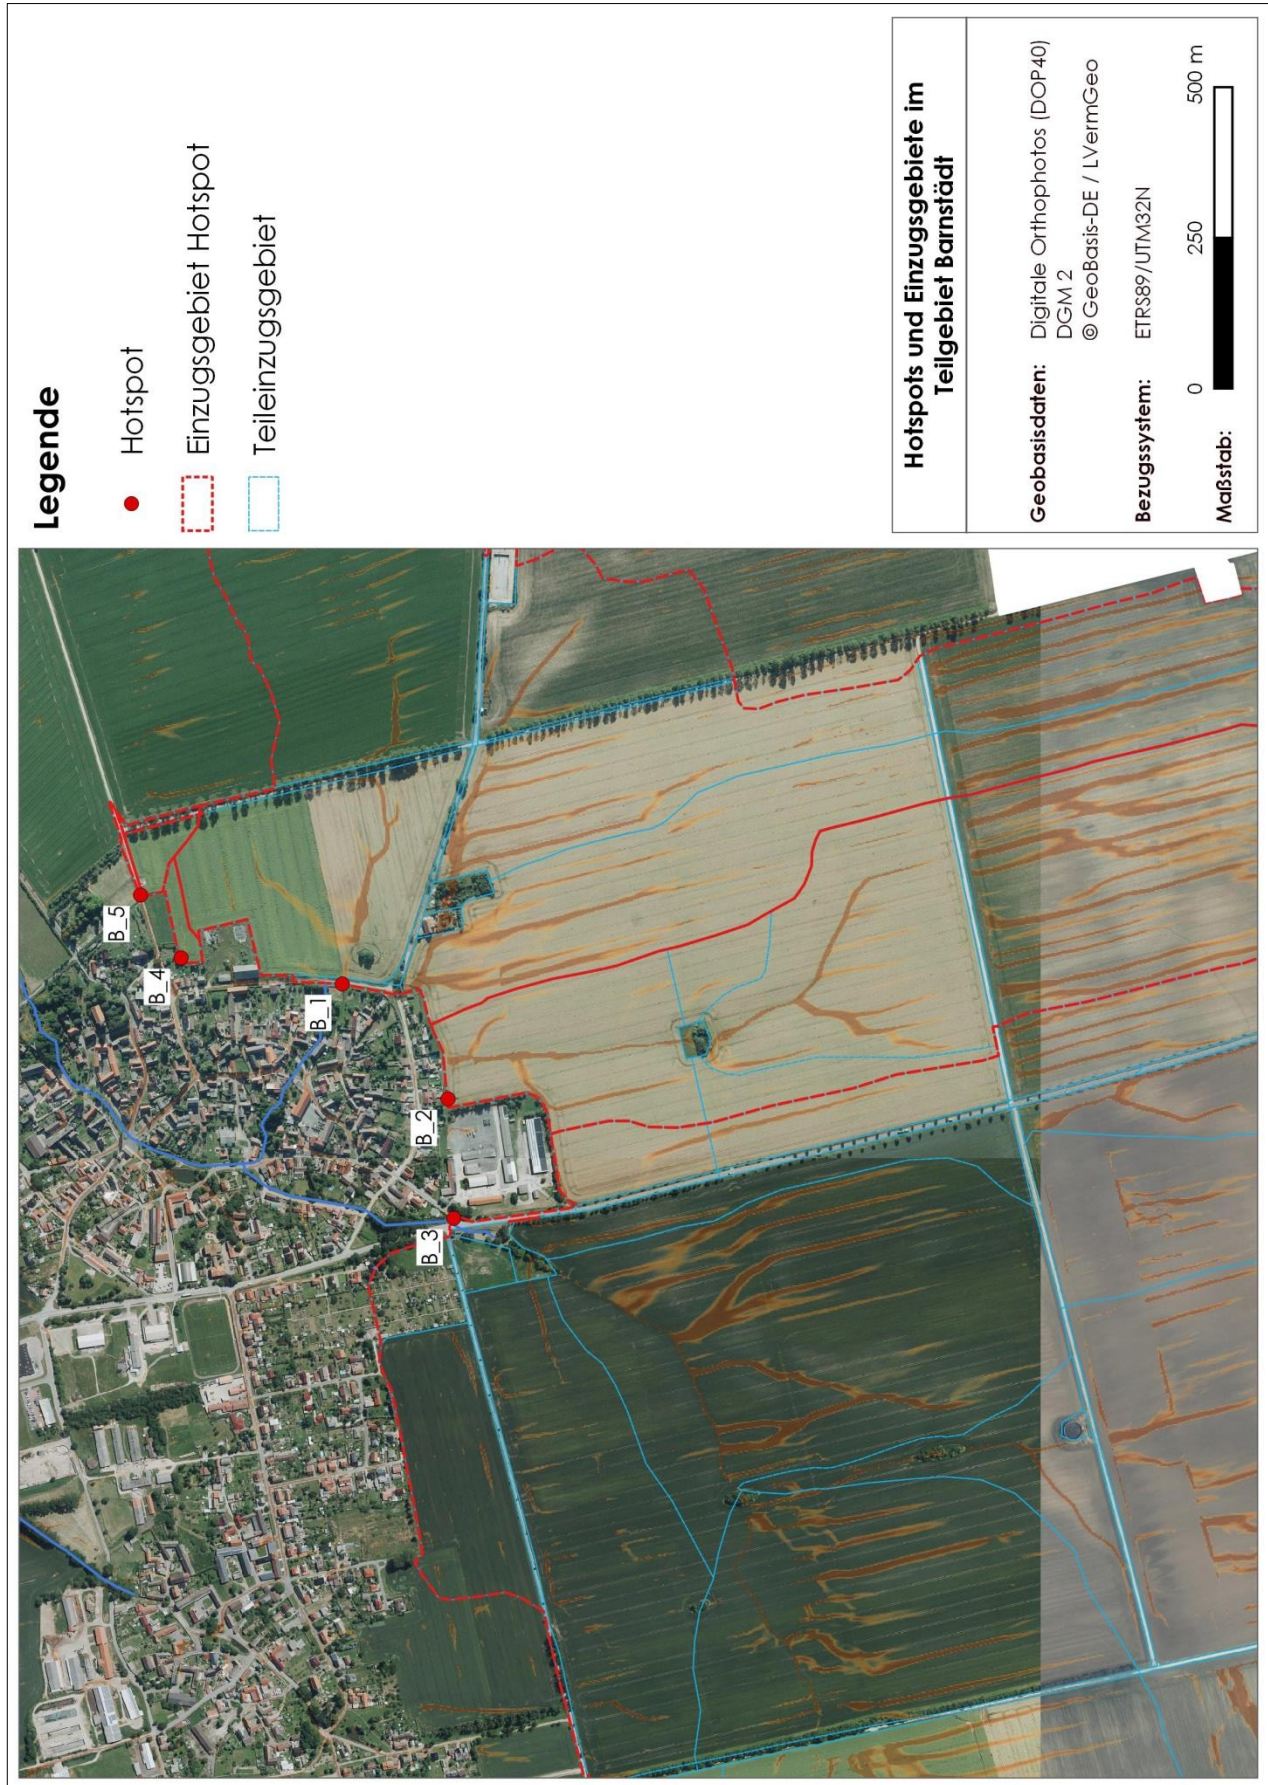 Legende
Hotspot
Einzugsgebiet Hotspot
Teileinzugsgebiet
B_5
B_4
B_1
B_2
B_3
Hotspots und Einzugsgebiete im
Teilgebiet Barnstädt
Geobasisdaten: Digitale Orthophotos (DOP40)
DGM 2
© GeoBasis-DE / LVermGeo
Bezugssystem: ETRS89/UTM32N
Maßstab: 0 250 500 m